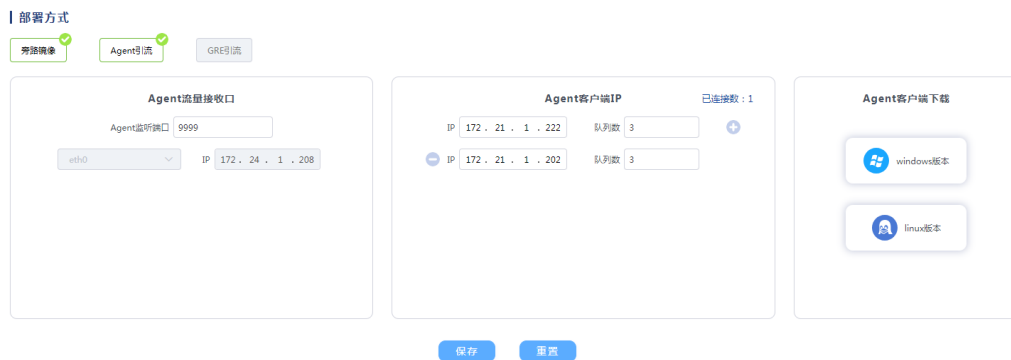 部署方式
旁路镜像 Agent引流 GRE引流
Agent流量接收口
Agent监听端口 9999
eth0 IP 172 . 24 . 1 . 208
Agent客户端IP 已连接数：1
IP 172 . 21 . 1 . 222 队列数 3
IP 172 . 21 . 1 . 202 队列数 3
Agent客户端下载
windows版本
linux版本
保存 重置